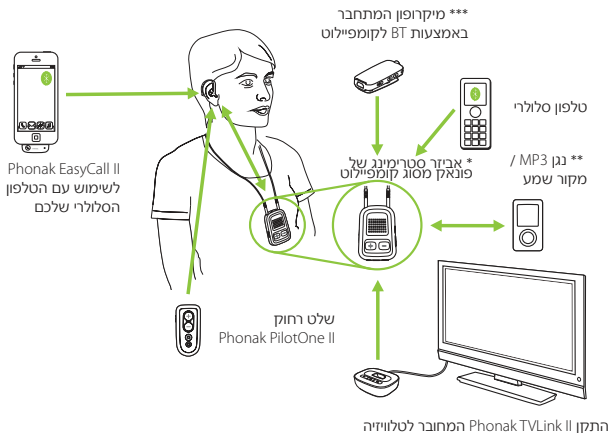 *** מיקרופון המתחבר
באמצעות BT לקומפיילוט
טלפון סלולרי
** נגן MP3 /
מקור שמע
* אביזר סטרימינג של
פונאק מסוג קומפיילוט
Phonak EasyCall II
לשימוש עם הטלפון
הסלולרי שלכם
שלט רחוק
Phonak PilotOne II
התקן Phonak TVLink II המחובר לטלוויזיה